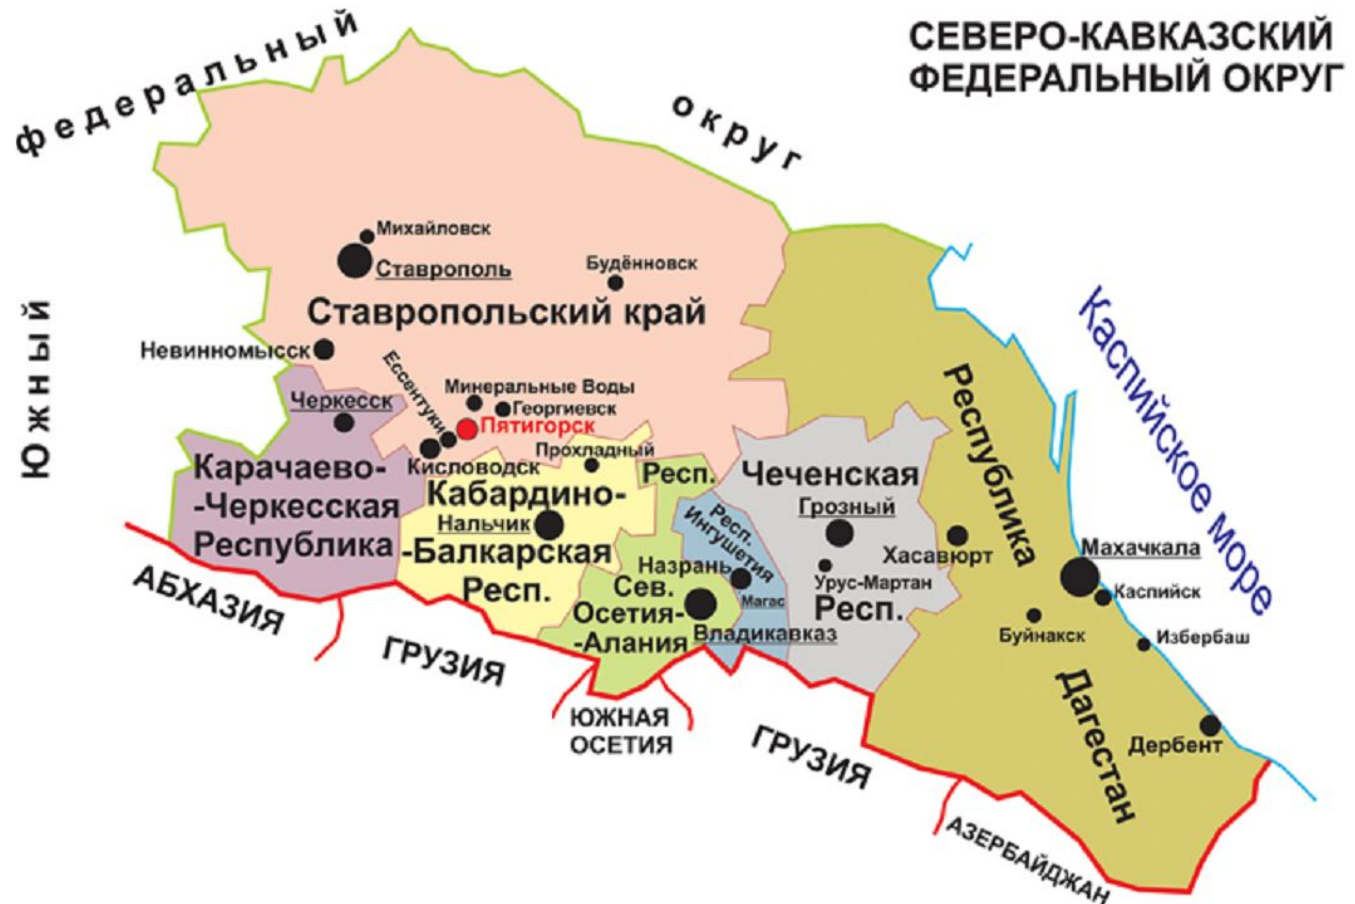 СЕВЕРО-КАВКАЗСКИЙ
ФЕДЕРАЛЬНЫЙ ОКРУГ
Южный
федеральный
округ
Михайловск
Ставрополь
Будённовск
Ставропольский край
Невинномысск
Ессентуки
Минеральные Воды
Георгиевск
Пятигорск
Кисловодск
Прохладный
Черкесск
Карачаево-
-Черкесская
Республика
Кабардино-
Нальчик
-Балкарская
Респ.
Респ.
Сев.
Осетия-
-Алания
Владикавказ
Респ.
Ингушетия
Назрань
Магас
Чеченская
Грозный
Урус-Мартан
Респ.
Республика
Дагестан
Хасавюрт
Махачкала
Каспийск
Буйнакск
Избербаш
Дербент
Каспийское море
АБХАЗИЯ
ГРУЗИЯ
ЮЖНАЯ
ОСЕТИЯ
ГРУЗИЯ
АЗЕРБАЙДЖАН